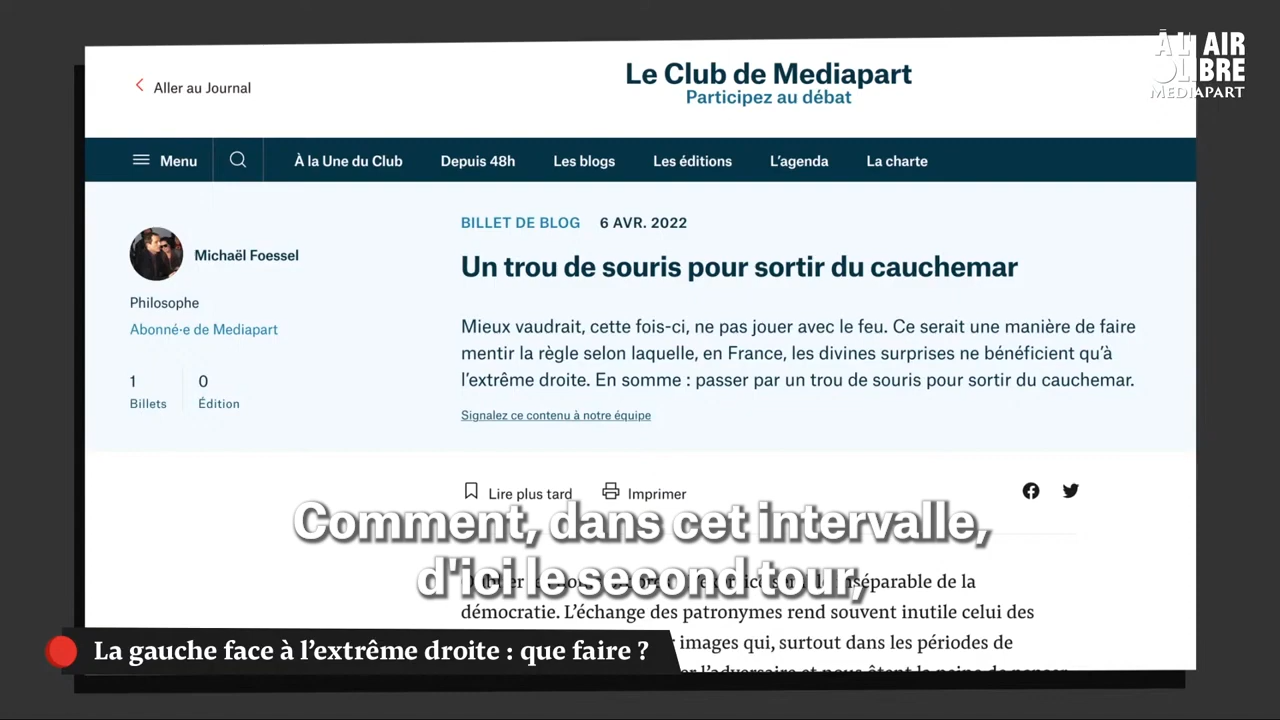 À L'AIR
LIBRE
MEDIAPART
Aller au Journal
Le Club de Mediapart
Participez au débat
Menu
À la Une du Club
Depuis 48h
Les blogs
Les éditions
L'agenda
La charte
Michaël Foessel
Philosophe
Abonné·e de Mediapart
1
Billets
0
Édition
BILLET DE BLOG 6 AVR. 2022
Un trou de souris pour sortir du cauchemar
Mieux vaudrait, cette fois-ci, ne pas jouer avec le feu. Ce serait une manière de faire
mentir la règle selon laquelle, en France, les divines surprises ne bénéficient qu'à
l'extrême droite. En somme : passer par un trou de souris pour sortir du cauchemar.
Signalez ce contenu à notre équipe
Lire plus tard
Imprimer
Comment, dans cet intervalle,
d'ici le second tour,
inséparable de la
démocratie. L'échange des patronymes rend souvent inutile celui des
images qui, surtout dans les périodes de
La gauche face à l'extrême droite : que faire ?